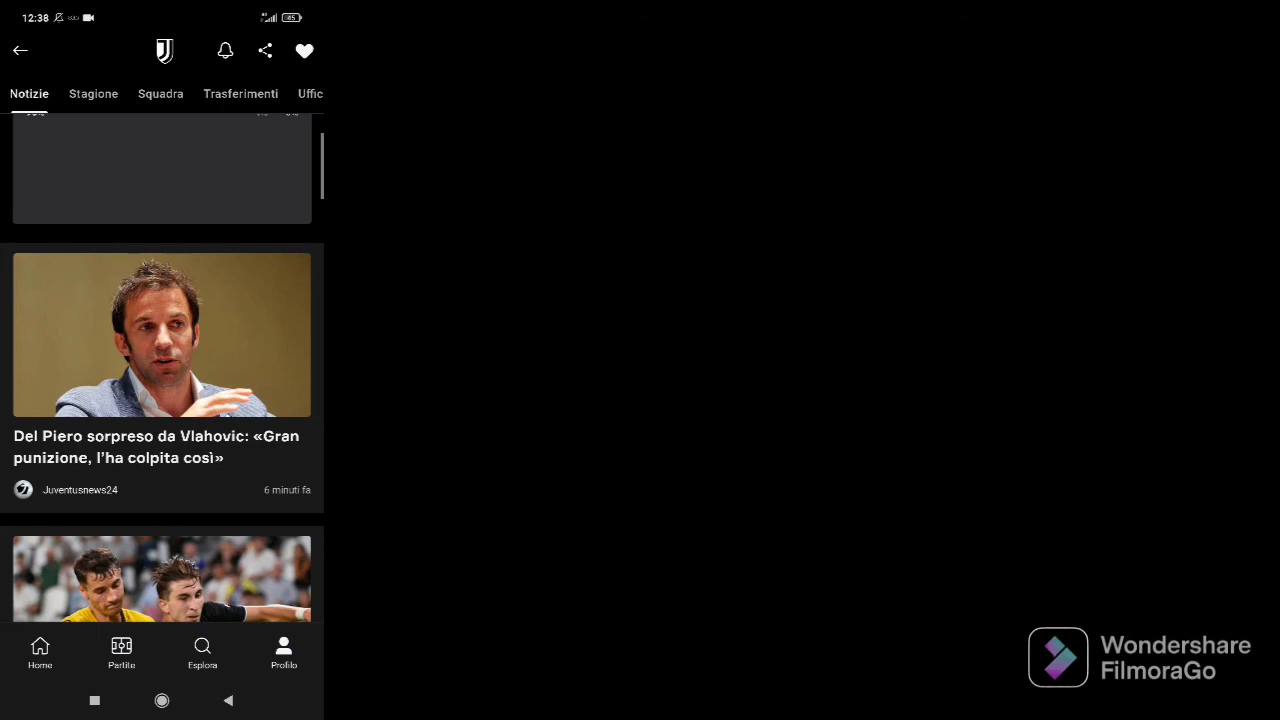 12:38
45
Notizie Stagione Squadra Trasferimenti Uffic
Del Piero sorpreso da Vlahovic: «Gran
punizione, l'ha colpita così»
Juventusnews24 6 minuti fa
Home Partite Esplora Profilo
Wondershare
FilmoraGo